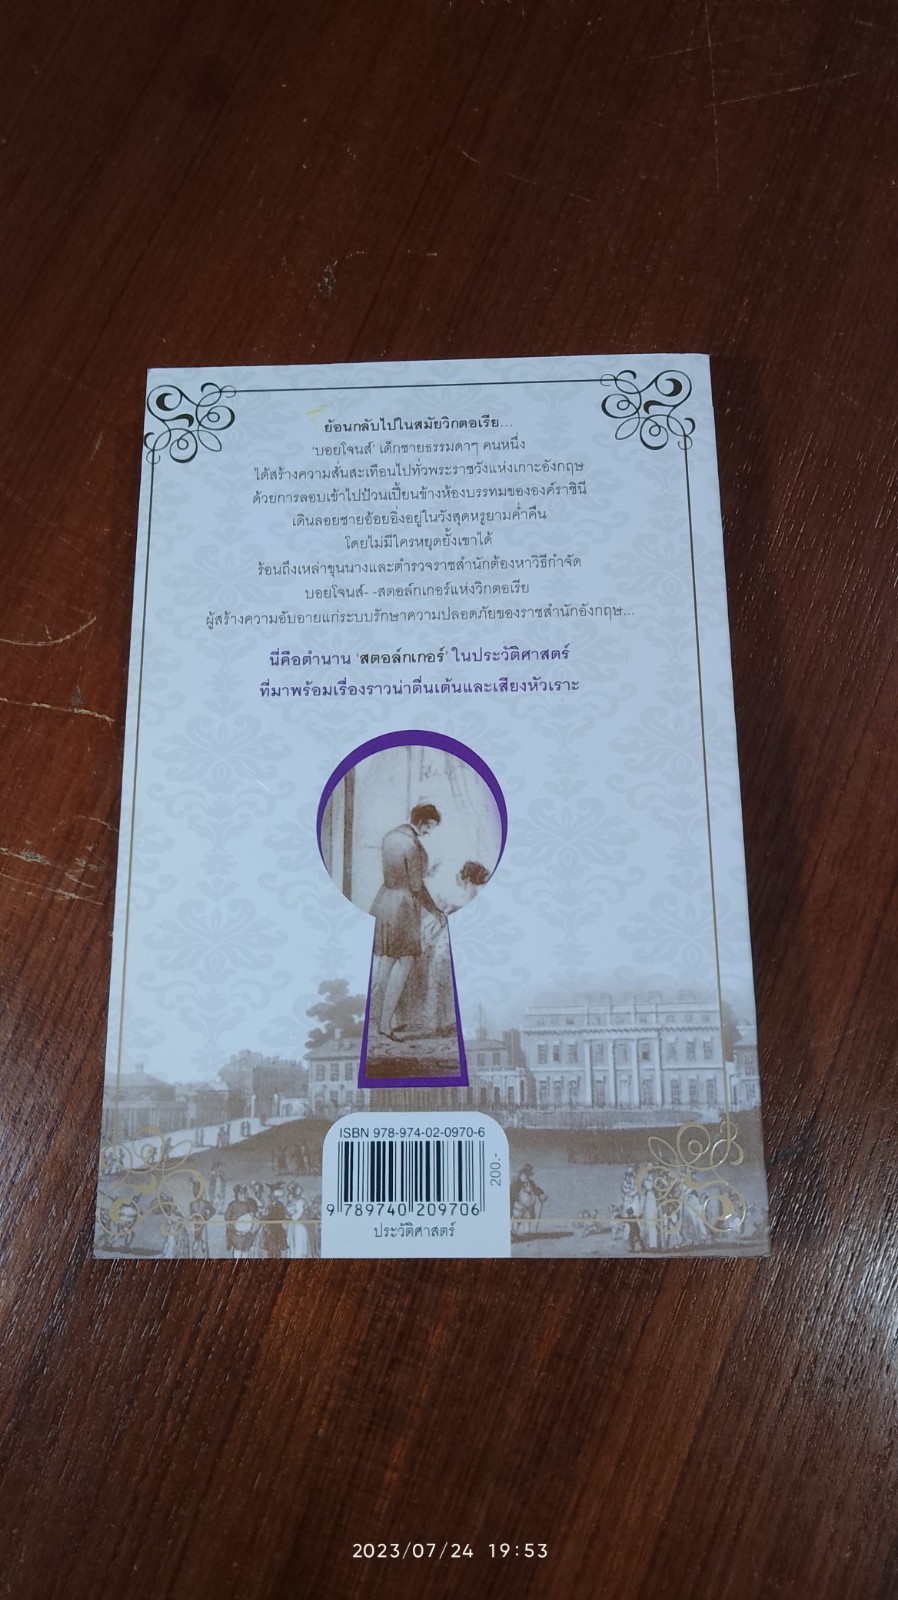 ย้อนกลับไปในสมัยวิกตอเรีย...
'บอยโจนส์' เด็กชายธรรมดาๆ คนหนึ่ง
ได้สร้างความสั่นสะเทือนไปทั่วพระราชวังแห่งเกาะอังกฤษ
ด้วยการลอบเข้าไปป้วนเปี้ยนข้างห้องบรรทมขององค์ราชินี
เดินลอยชายอ้อยอิ่งอยู่ในวังสุดหรูยามค่ำคืน
โดยไม่มีใครหยุดยั้งเขาได้
ร้อนถึงเหล่าขุนนางและตำรวจราชสำนักต้องหาวิธีกำจัด
บอยโจนส์- -สตอล์กเกอร์แห่งวิกตอเรีย
ผู้สร้างความอับอายแก่ระบบรักษาความปลอดภัยของราชสำนักอังกฤษ...
นี่คือตำนาน 'สตอล์กเกอร์' ในประวัติศาสตร์
ที่มาพร้อมเรื่องราวน่าตื่นเต้นและเสียงหัวเราะ
ISBN 978-974-02-0970-6
200.-
9 789740 209706
ประวัติศาสตร์
2023/07/24 19:53